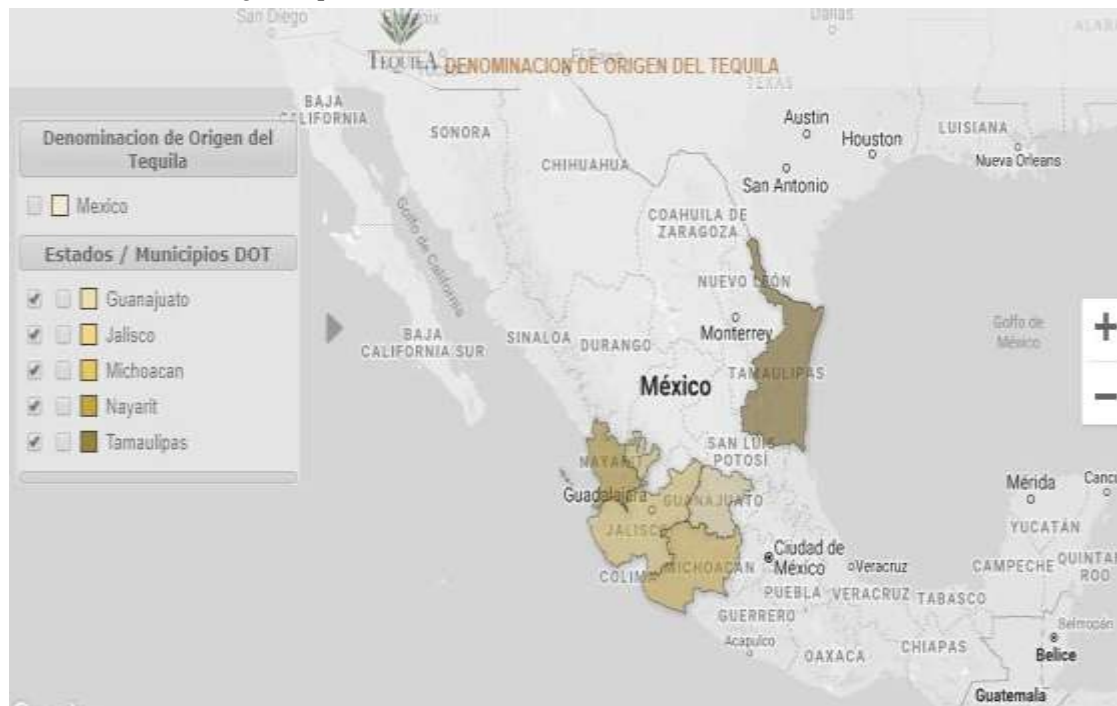 San Diego
Dallas
TEQUILA
DENOMINACION DE ORIGEN DEL TEQUILA
El Paso
TEXAS
BAJA
CALIFORNIA
SONORA
CHIHUAHUA
Austin
Houston
LUISIANA
Nueva Orleans
San Antonio
COAHUILA DE
ZARAGOZA
NUEVO LEÓN
Monterrey
Golfo de California
BAJA
CALIFORNIA SUR
SINALOA
DURANGO
México
TAMAULIPAS
Golfo de
México
+
−
Denominacion de Origen del
Tequila
Mexico
Estados / Municipios DOT
Guanajuato
Jalisco
Michoacan
Nayarit
Tamaulipas
SAN LUIS
POTOSÍ
NAYARIT
Guadalajara
GUANAJUATO
JALISCO
Mérida
Cancú
YUCATÁN
Ciudad de
México
Veracruz
CAMPECHE
QUINTAN
ROO
COLIMA
MICHOACÁN
PUEBLA
VERACRUZ
TABASCO
GUERRERO
Acapulco
OAXACA
CHIAPAS
Belmopán
Belice
Guatemala